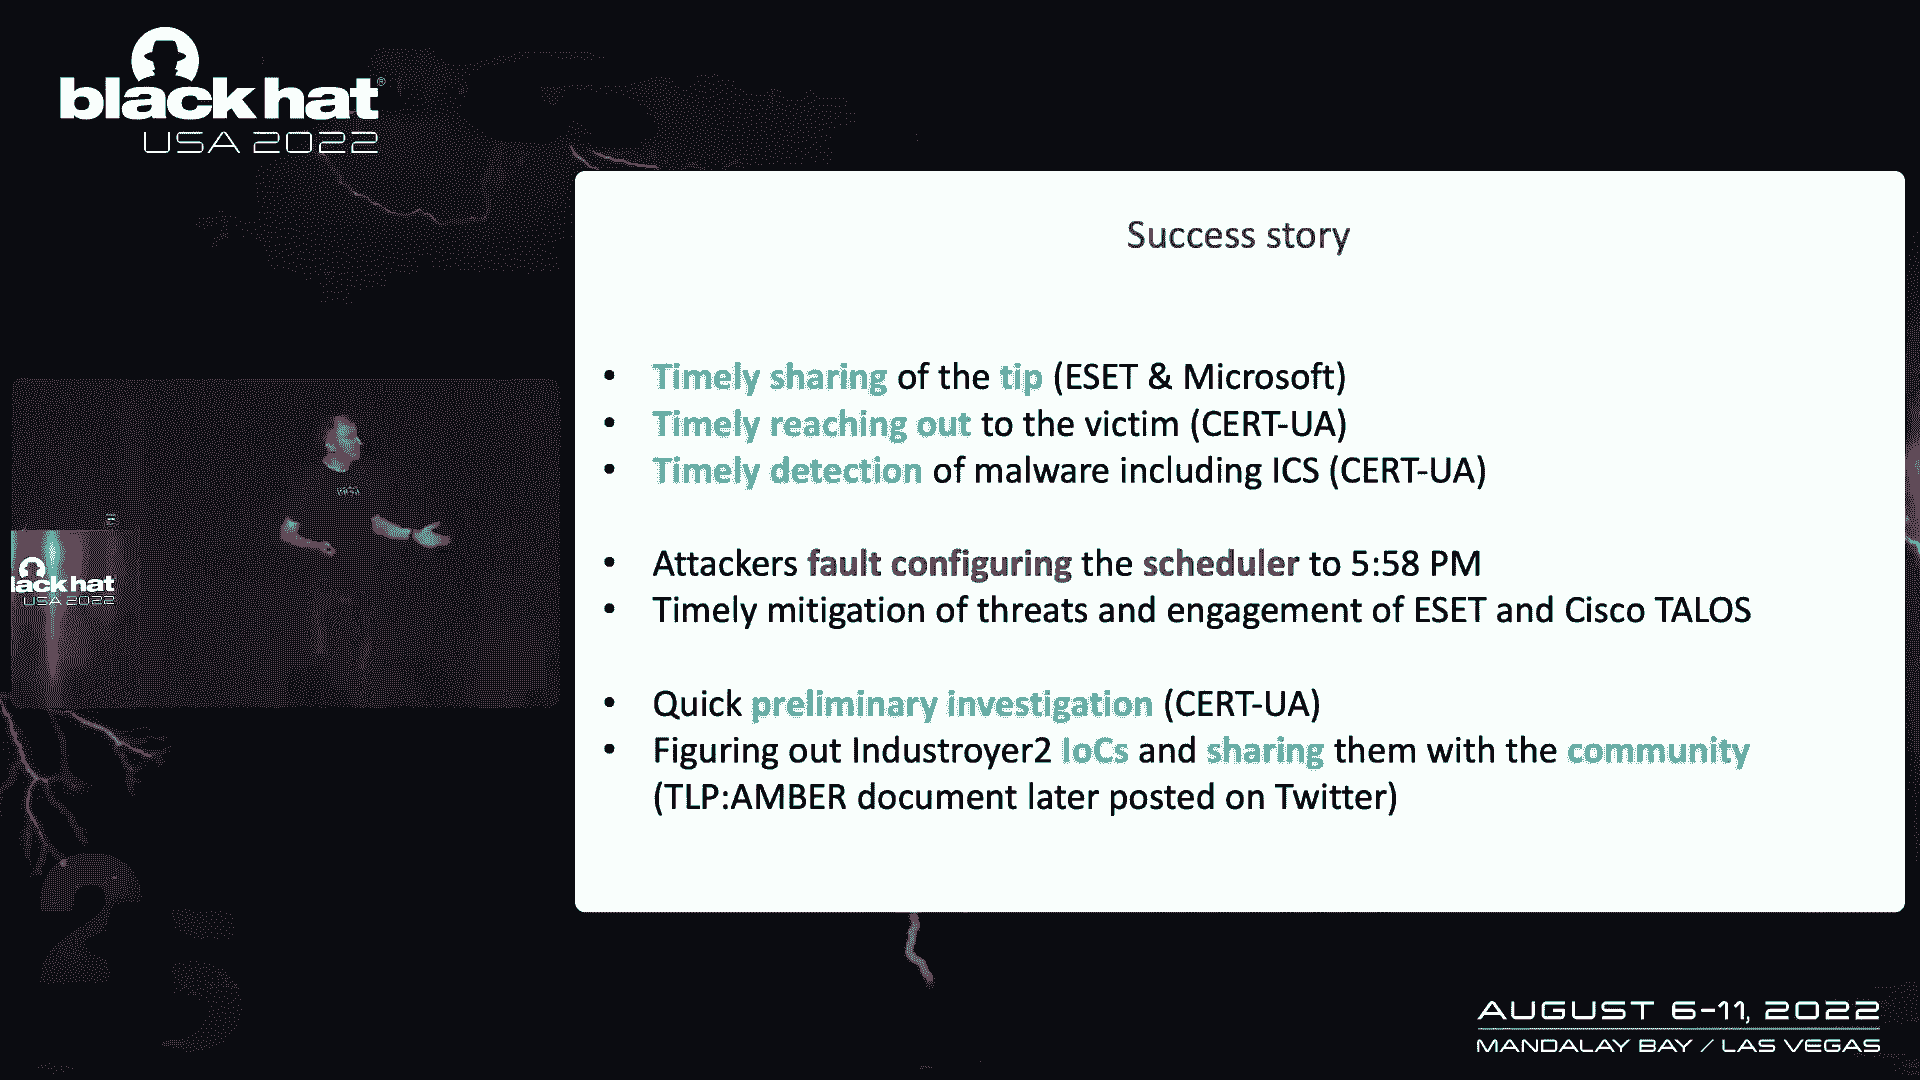 black hat®
USA 2022
Success story
• Timely sharing of the tip (ESET & Microsoft)
• Timely reaching out to the victim (CERT-UA)
• Timely detection of malware including ICS (CERT-UA)
• Attackers fault configuring the scheduler to 5:58 PM
• Timely mitigation of threats and engagement of ESET and Cisco TALOS
• Quick preliminary investigation (CERT-UA)
• Figuring out Industroyer2 IoCs and sharing them with the community
(TLP:AMBER document later posted on Twitter)
lack hat
USA 2022
25
AUGUST 6-11, 2022
MANDALAY BAY / LAS VEGAS